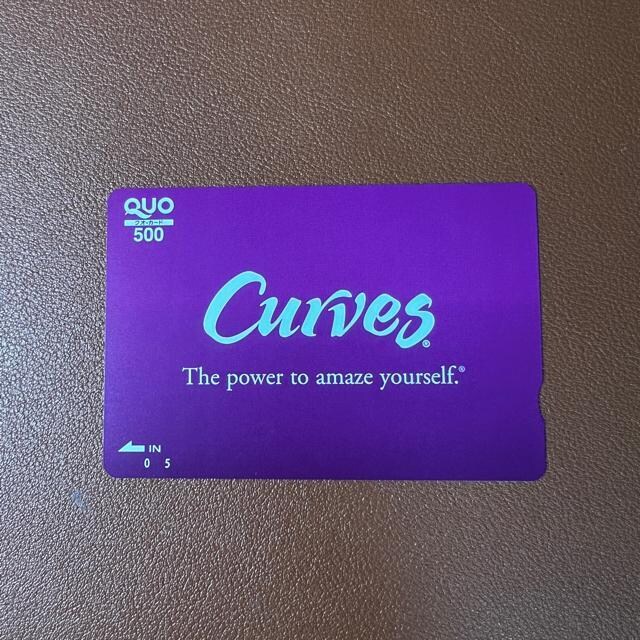 QUO
クオ・カード
500
Curves®
The power to amaze yourself.®
IN
0 5